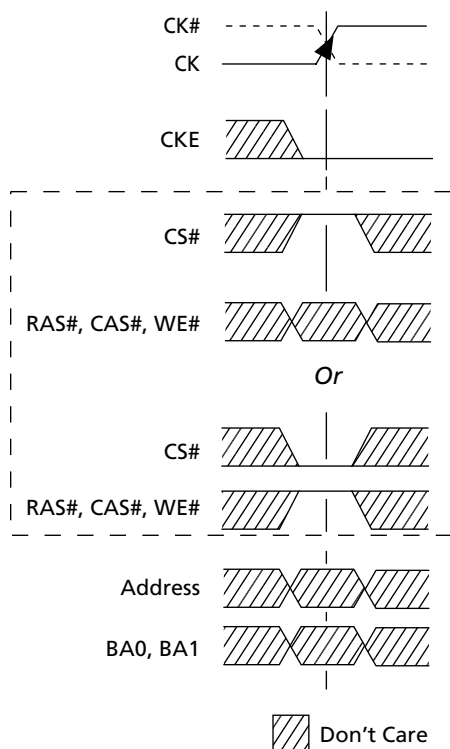 CK#
CK
CKE
CS#
RAS#, CAS#, WE#
Or
CS#
RAS#, CAS#, WE#
Address
BA0, BA1
Don't Care